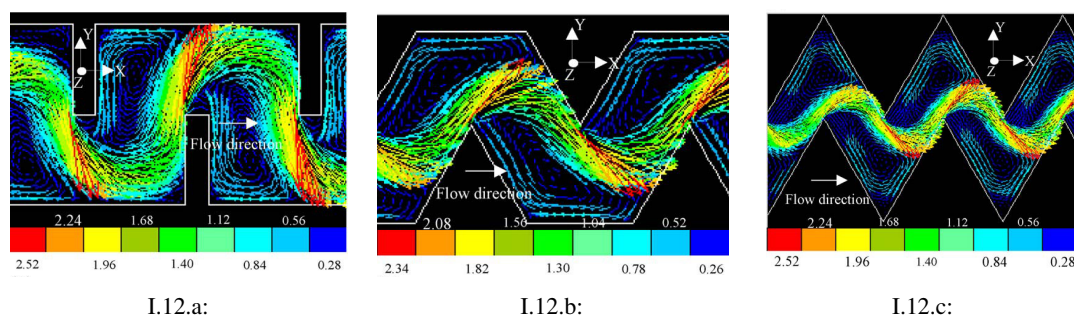 Y
X
Z
Flow direction
2.24 1.68 1.12 0.56
2.52 1.96 1.40 0.84 0.28
I.12.a:
Y
X
Z
Flow direction
2.08 1.56 1.04 0.52
2.34 1.82 1.30 0.78 0.26
I.12.b:
Y
X
Z
Flow direction
2.24 1.68 1.12 0.56
2.52 1.96 1.40 0.84 0.28
I.12.c: